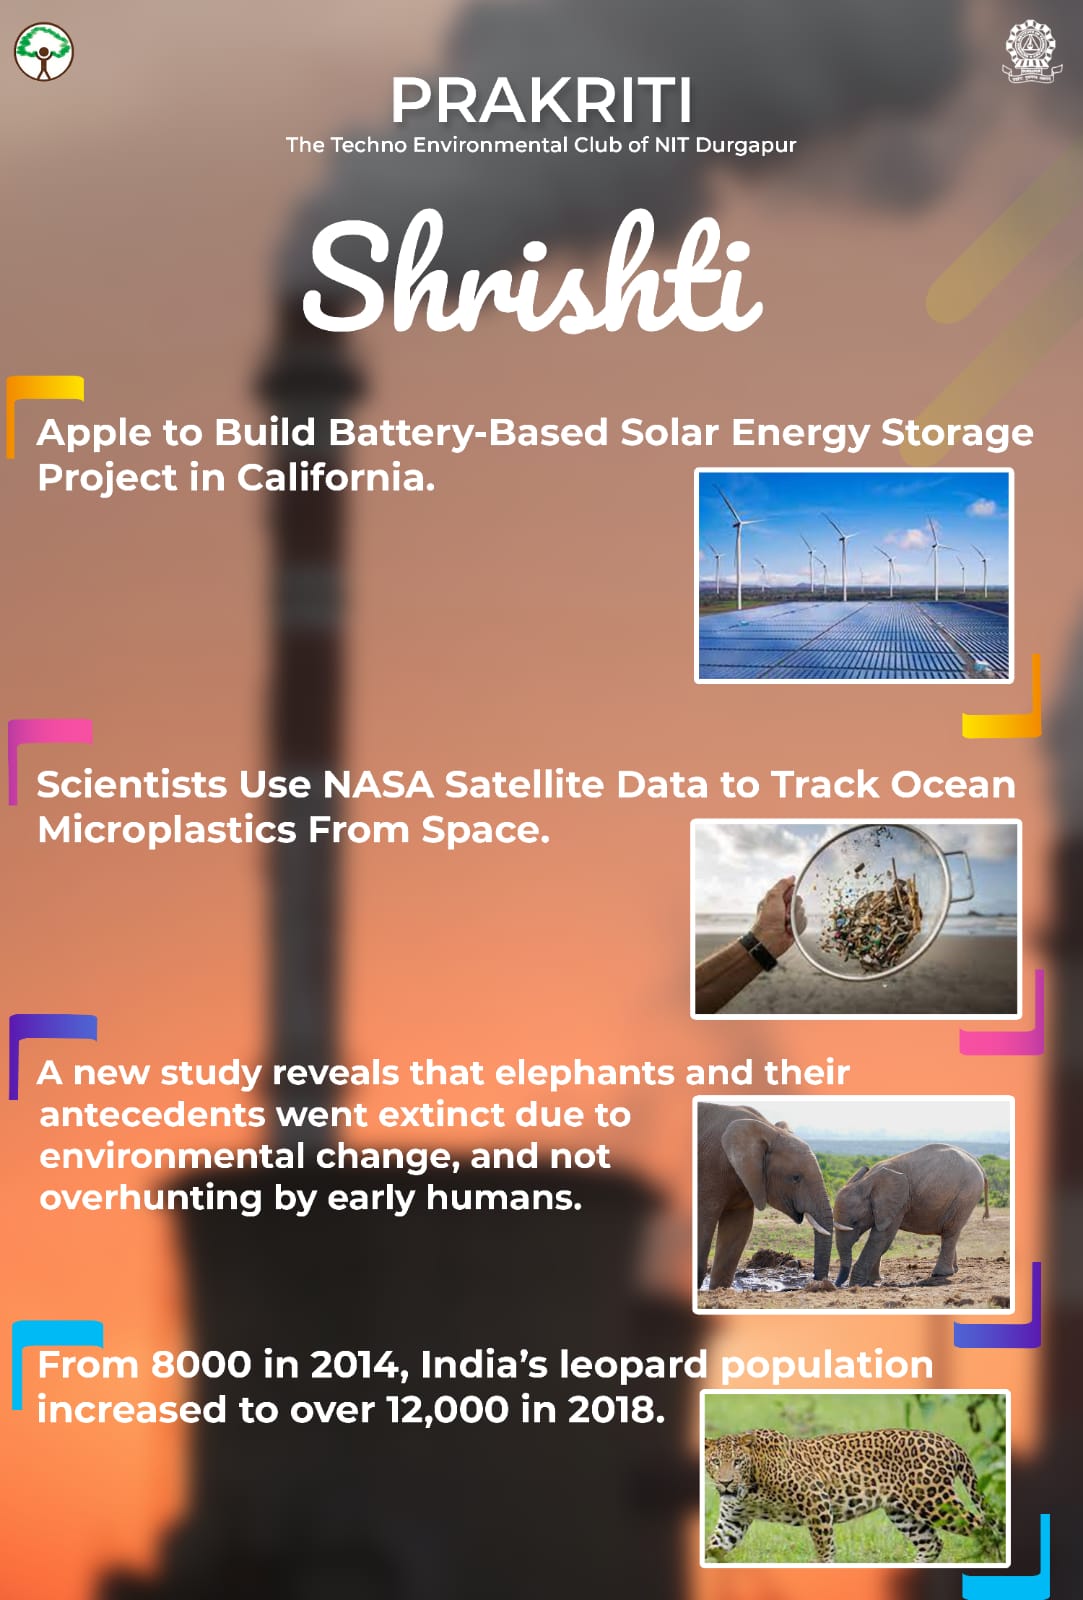 PRAKRITI
The Techno Environmental Club of NIT Durgapur
Shrishti
Apple to Build Battery-Based Solar Energy Storage
Project in California.
Scientists Use NASA Satellite Data to Track Ocean
Microplastics From Space.
A new study reveals that elephants and their
antecedents went extinct due to
environmental change, and not
overhunting by early humans.
From 8000 in 2014, India's leopard population
increased to over 12,000 in 2018.